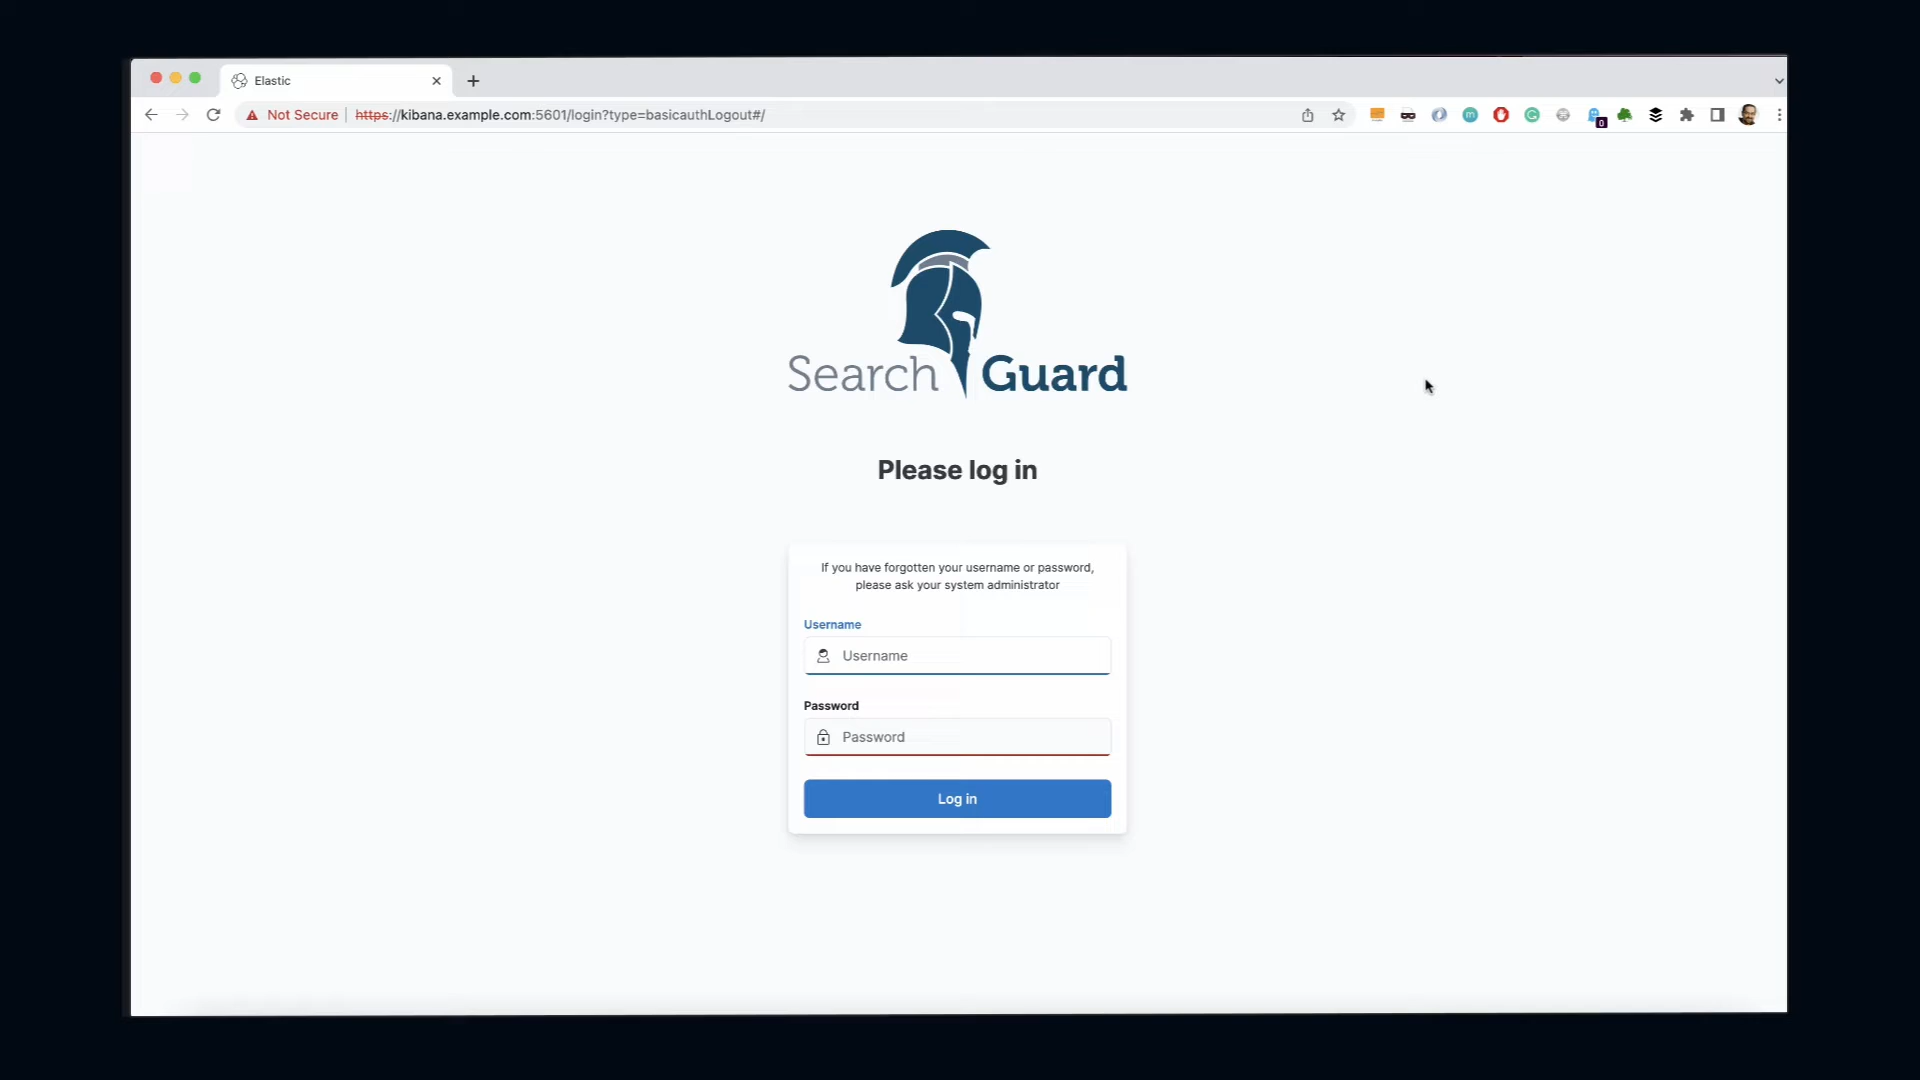 Elastic
Not Secure
https://kibana.example.com:5601/login?type=basicauthLogout#/
m
0
Search Guard
Please log in
If you have forgotten your username or password,
please ask your system administrator
Username
Username
Password
Password
Log in